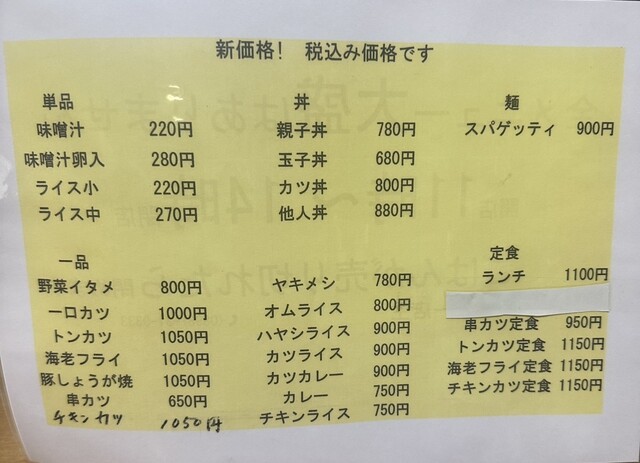 新価格！ 税込み価格です
単品
味噌汁 220円
味噌汁卵入 280円
ライス小 220円
ライス中 270円
丼
親子丼 780円
玉子丼 680円
カツ丼 800円
他人丼 880円
麺
スパゲッティ 900円
一品
野菜イタメ 800円
一口カツ 1000円
トンカツ 1050円
海老フライ 1050円
豚しょうが焼 1050円
串カツ 650円
チキンカツ 1050円
ヤキメシ 780円
オムライス 800円
ハヤシライス 900円
カツライス 900円
カツカレー 900円
カレー 750円
チキンライス 750円
定食
ランチ 1100円
串カツ定食 950円
トンカツ定食 1150円
海老フライ定食 1150円
チキンカツ定食 1150円